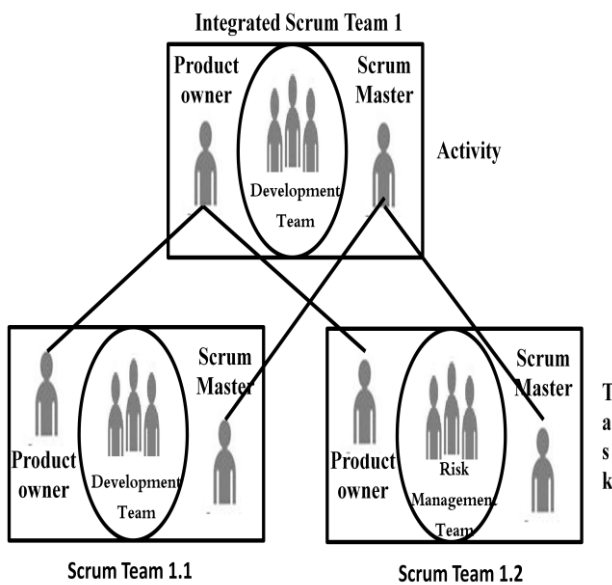 Integrated Scrum Team 1
Product
owner
Scrum
Master
Development
Team
Activity
Scrum
Master
Product
owner
Development
Team
Scrum
Master
Product
owner
Risk
Management
Team
T
a
s
k
Scrum Team 1.1
Scrum Team 1.2